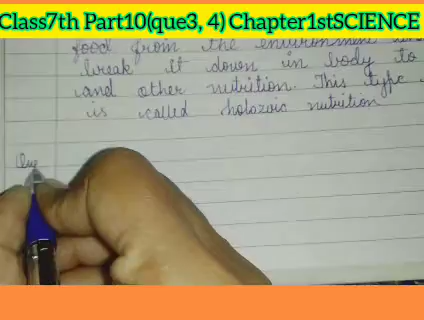 Class7th Part10(que3, 4) Chapter1stSCIENCE
food from the environment
break it down in body to
and other nutrition. This type
is called holozoic nutrition
Que